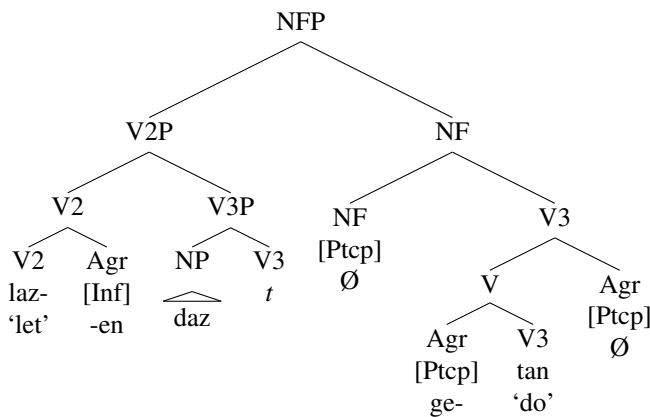 NFP
V2P NF
V2 V3P NF V3
[Ptcp]
Ø
V2 Agr NP V3 V Agr
laz- [Inf] t [Ptcp]
‘let’ -en daz Ø
Agr V3
[Ptcp] tan
ge- ‘do’